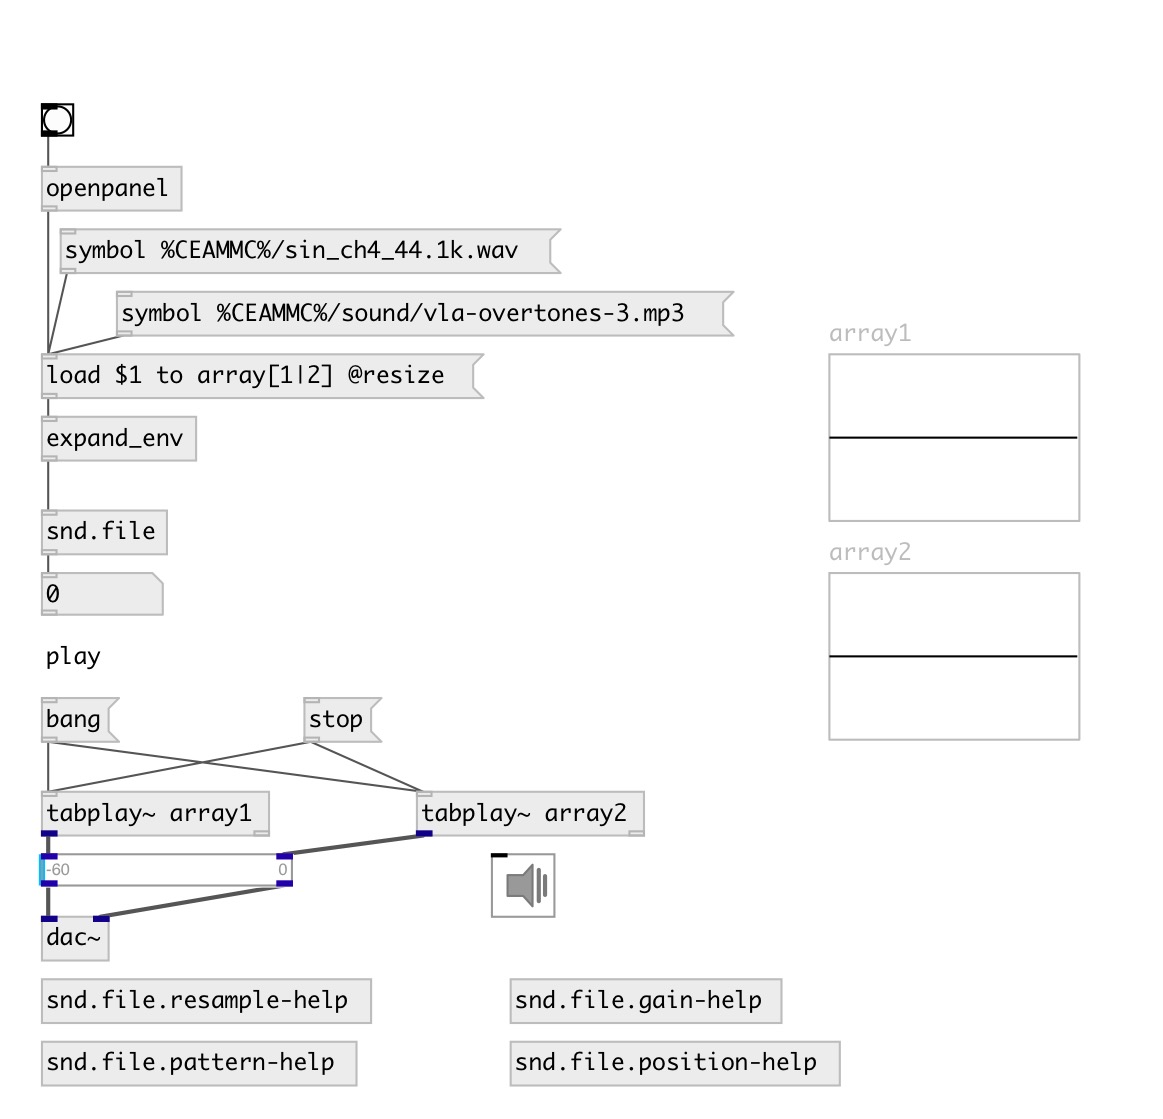 openpanel
symbol %CEAMMC%/sin_ch4_44.1k.wav
symbol %CEAMMC%/sound/vla-overtones-3.mp3
array1
load $1 to array[1|2] @resize
expand_env
snd.file
array2
0
play
bang
stop
tabplay~ array1
tabplay~ array2
-60 0
dac~
snd.file.resample-help
snd.file.gain-help
snd.file.pattern-help
snd.file.position-help